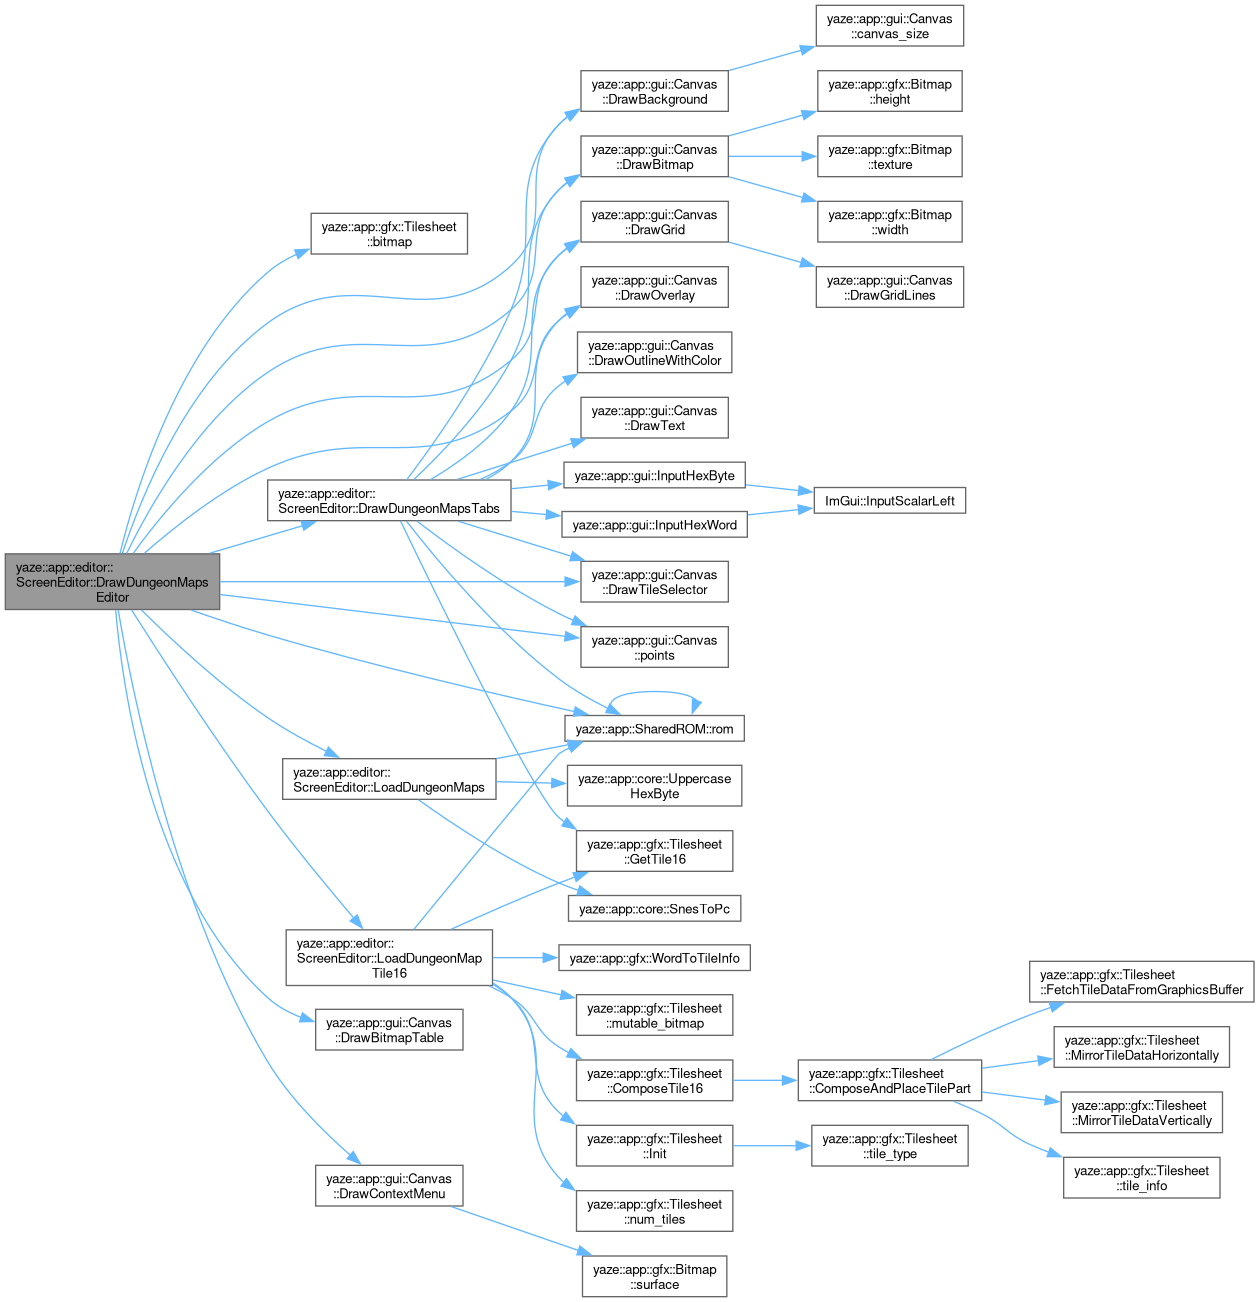 yaze::app::gui::Canvas
::canvas_size
yaze::app::gui::Canvas
::DrawBackground
yaze::app::gfx::Bitmap
::height
yaze::app::gui::Canvas
::DrawBitmap
yaze::app::gfx::Bitmap
::texture
yaze::app::gfx::Bitmap
::width
yaze::app::gfx::Tilesheet
::bitmap
yaze::app::gui::Canvas
::DrawGrid
yaze::app::gui::Canvas
::DrawGridLines
yaze::app::gui::Canvas
::DrawOverlay
yaze::app::gui::Canvas
::DrawOutlineWithColor
yaze::app::gui::Canvas
::DrawText
yaze::app::gui::InputHexByte
yaze::app::editor::
ScreenEditor::DrawDungeonMapsTabs
ImGui::InputScalarLeft
yaze::app::gui::InputHexWord
yaze::app::editor::
ScreenEditor::DrawDungeonMaps
Editor
yaze::app::gui::Canvas
::DrawTileSelector
yaze::app::gui::Canvas
::points
yaze::app::SharedROM::rom
yaze::app::editor::
ScreenEditor::LoadDungeonMaps
yaze::app::core::Uppercase
HexByte
yaze::app::gfx::Tilesheet
::GetTile16
yaze::app::core::SnesToPc
yaze::app::editor::
ScreenEditor::LoadDungeonMap
Tile16
yaze::app::gfx::WordToTileInfo
yaze::app::gfx::Tilesheet
::mutable_bitmap
yaze::app::gfx::Tilesheet
::FetchTileDataFromGraphicsBuffer
yaze::app::gui::Canvas
::DrawBitmapTable
yaze::app::gfx::Tilesheet
::MirrorTileDataHorizontally
yaze::app::gfx::Tilesheet
::ComposeTile16
yaze::app::gfx::Tilesheet
::ComposeAndPlaceTilePart
yaze::app::gfx::Tilesheet
::MirrorTileDataVertically
yaze::app::gfx::Tilesheet
::Init
yaze::app::gfx::Tilesheet
::tile_type
yaze::app::gfx::Tilesheet
::tile_info
yaze::app::gui::Canvas
::DrawContextMenu
yaze::app::gfx::Tilesheet
::num_tiles
yaze::app::gfx::Bitmap
::surface